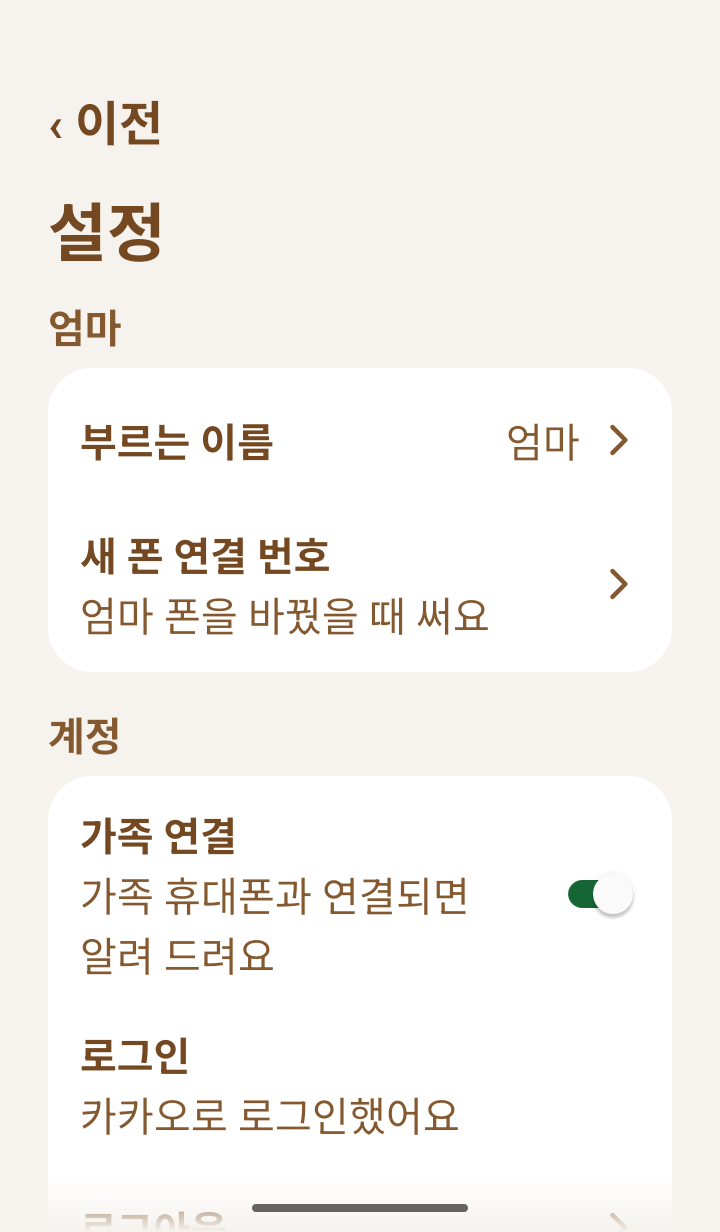 ‹ 이전
설정
엄마
부르는 이름 엄마
새 폰 연결 번호
엄마 폰을 바꿨을 때 써요
계정
가족 연결
가족 휴대폰과 연결되면
알려 드려요
로그인
카카오로 로그인했어요